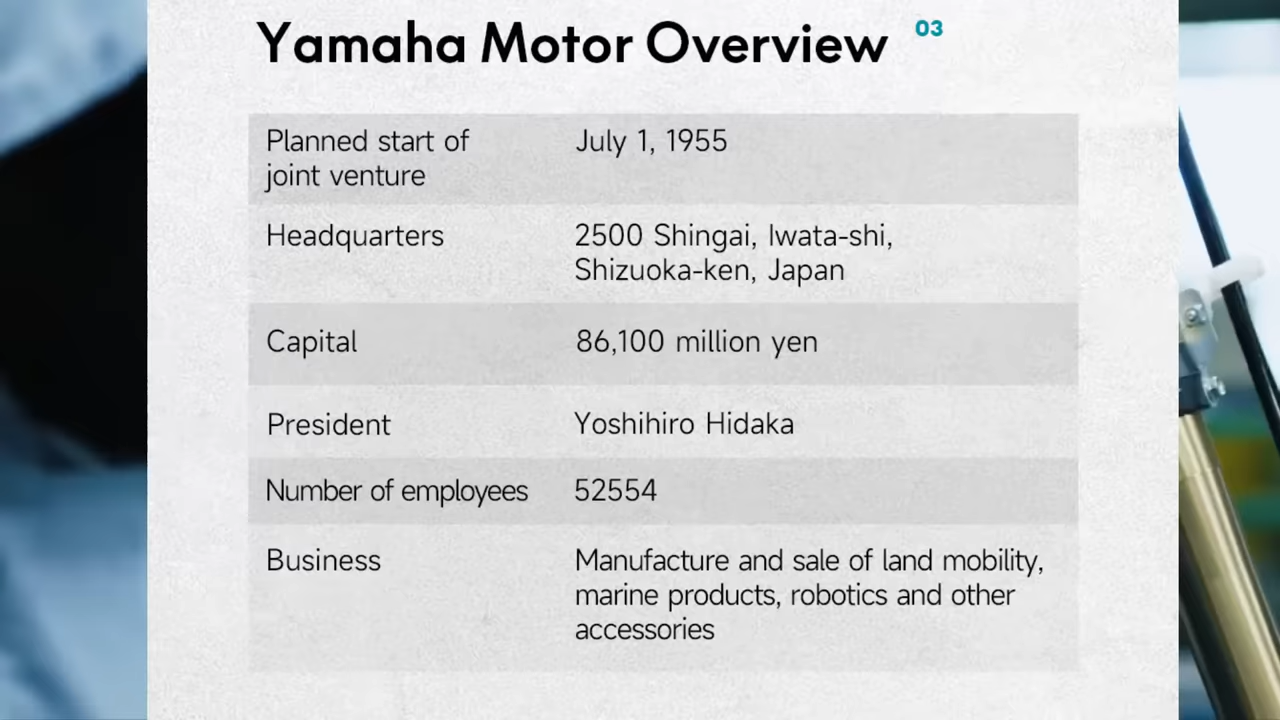 Yamaha Motor Overview 03
Planned start of
joint venture
July 1, 1955
Headquarters
2500 Shingai, Iwata-shi,
Shizuoka-ken, Japan
Capital
86,100 million yen
President
Yoshihiro Hidaka
Number of employees
52554
Business
Manufacture and sale of land mobility,
marine products, robotics and other
accessories